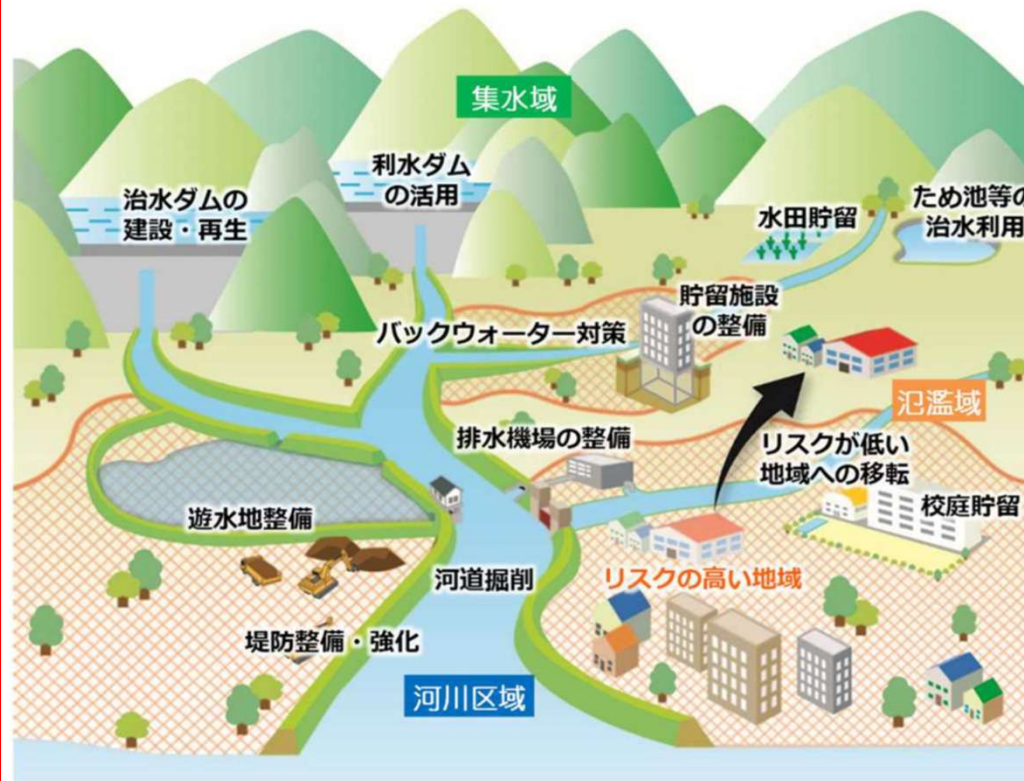 集水域
治水ダムの
建設・再生
利水ダム
の活用
水田貯留
ため池等の
治水利用
貯留施設
の整備
バックウォーター対策
氾濫域
排水機場の整備
リスクが低い
地域への移転
校庭貯留
遊水地整備
河道掘削
リスクの高い地域
堤防整備・強化
河川区域